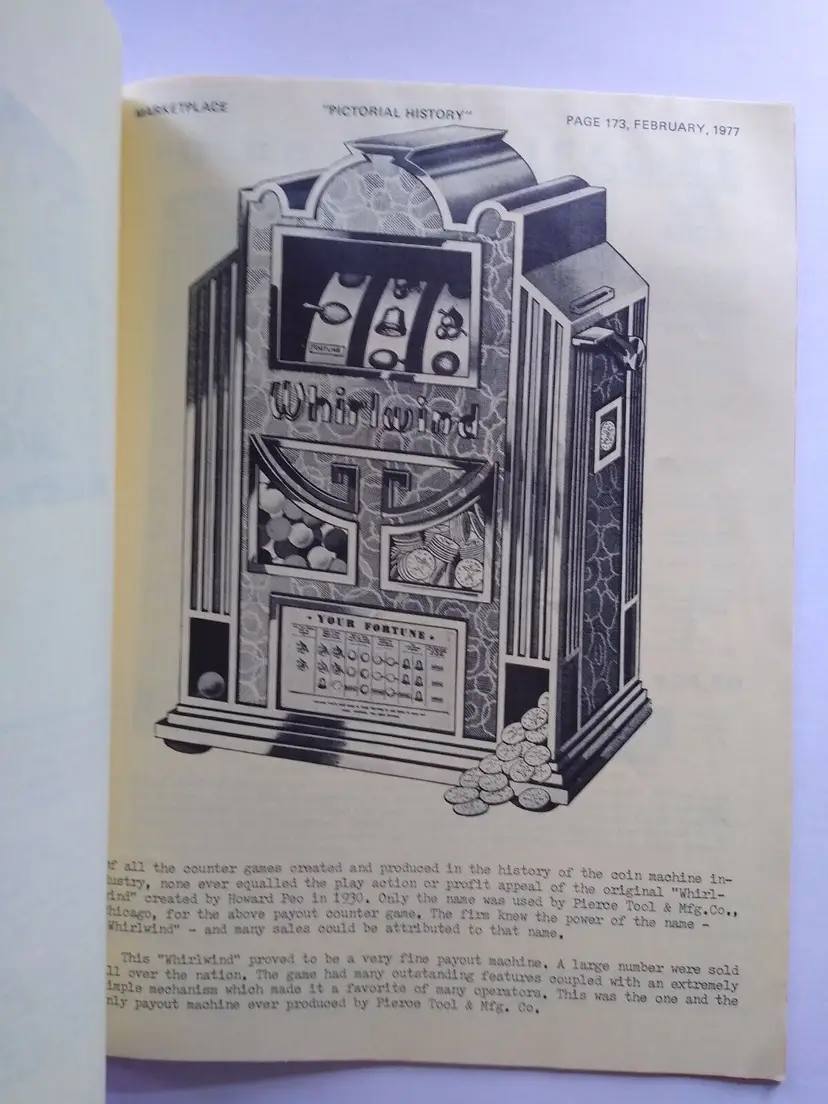 MARKETPLACE "PICTORIAL HISTORY" PAGE 173, FEBRUARY, 1977
FORTUNE
Whirlwind
• YOUR FORTUNE •
f all the counter games created and produced in the history of the coin machine in-
ustry, none ever equalled the play action or profit appeal of the original "Whirl-
ind" created by Howard Peo in 1930. Only the name was used by Pierce Tool & Mfg.Co.,
hicago, for the above payout counter game. The firm knew the power of the name -
Whirlwind" - and many sales could be attributed to that name.
This "Whirlwind" proved to be a very fine payout machine. A large number were sold
ll over the nation. The game had many outstanding features coupled with an extremely
imple mechanism which made it a favorite of many operators. This was the one and the
nly payout machine ever produced by Pierce Tool & Mfg. Co.